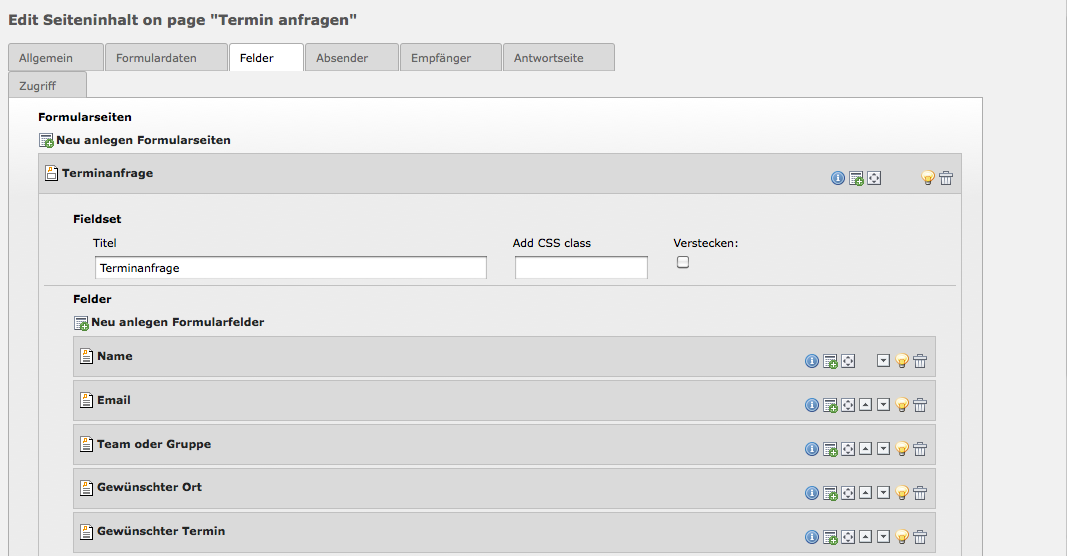 Edit Seiteninhalt on page "Termin anfragen"
Allgemein Formulardaten Felder Absender Empfänger Antwortseite
Zugriff
Formularseiten
Neu anlegen Formularseiten
Terminanfrage
Fieldset
Titel Add CSS class Verstecken:
Terminanfrage
Felder
Neu anlegen Formularfelder
Name
Email
Team oder Gruppe
Gewünschter Ort
Gewünschter Termin